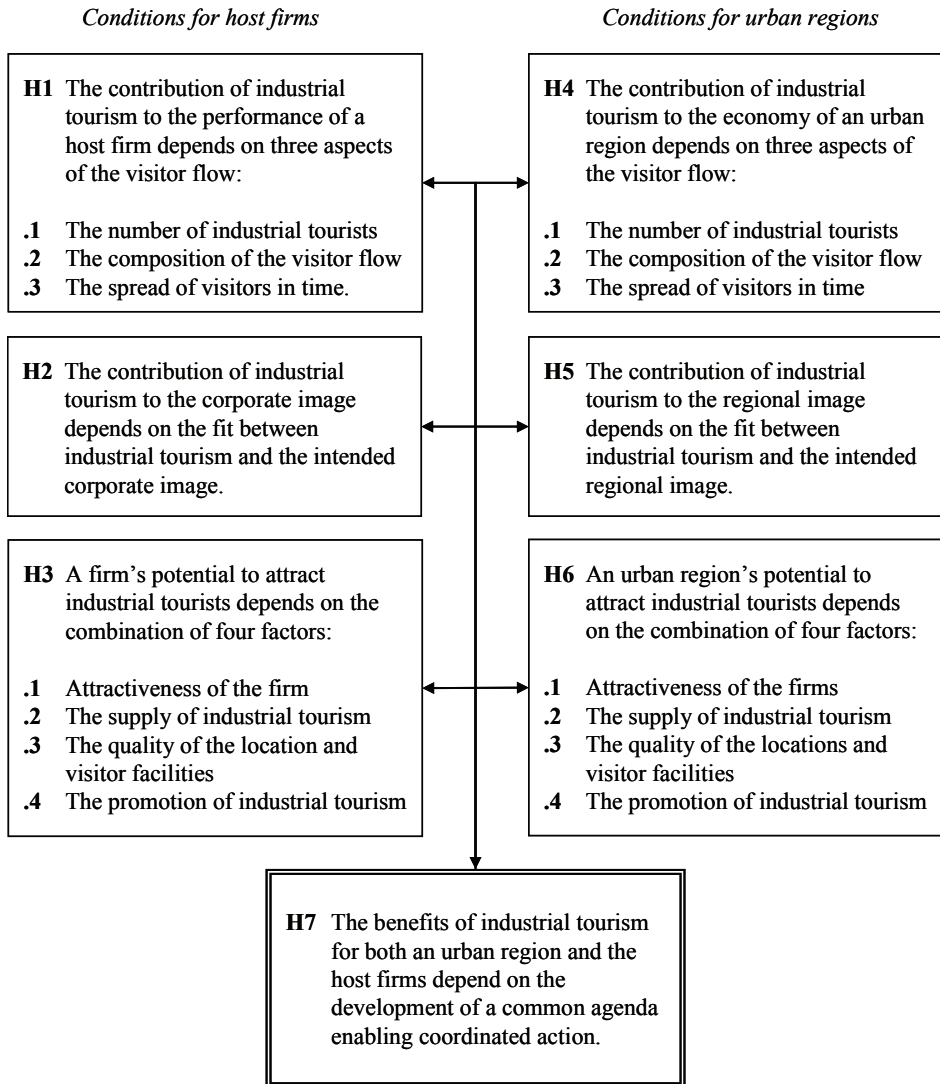 Conditions for host firms
Conditions for urban regions
H1 The contribution of industrial
tourism to the performance of a
host firm depends on three aspects
of the visitor flow:
.1 The number of industrial tourists
.2 The composition of the visitor flow
.3 The spread of visitors in time.
H4 The contribution of industrial
tourism to the economy of an urban
region depends on three aspects of
the visitor flow:
.1 The number of industrial tourists
.2 The composition of the visitor flow
.3 The spread of visitors in time
H2 The contribution of industrial
tourism to the corporate image
depends on the fit between
industrial tourism and the intended
corporate image.
H5 The contribution of industrial
tourism to the regional image
depends on the fit between
industrial tourism and the intended
regional image.
H3 A firm’s potential to attract
industrial tourists depends on the
combination of four factors:
.1 Attractiveness of the firm
.2 The supply of industrial tourism
.3 The quality of the location and
visitor facilities
.4 The promotion of industrial tourism
H6 An urban region’s potential to
attract industrial tourists depends
on the combination of four factors:
.1 Attractiveness of the firms
.2 The supply of industrial tourism
.3 The quality of the locations and
visitor facilities
.4 The promotion of industrial tourism
H7 The benefits of industrial tourism
for both an urban region and the
host firms depend on the
development of a common agenda
enabling coordinated action.